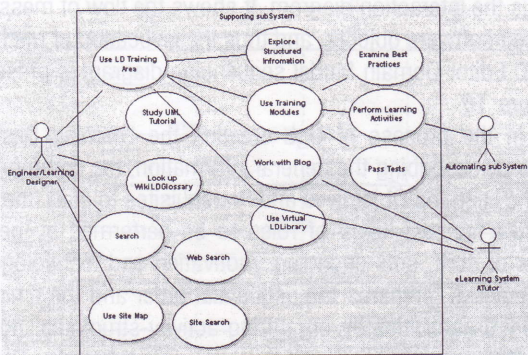 Supporting subSystem
Use LD Training
Area
Explore
Structured
Infromation
Examine Best
Practices
Study UML
Tutorial
Use Training
Modules
Perform Learning
Activities
Engineer/Learning
Designer
Look up
WikiLDGlossary
Work with Blog
Pass Tests
Automating subSystem
Use Virtual
LDLibrary
Search
Web Search
eLearning System
ATutor
Use Site Map
Site Search